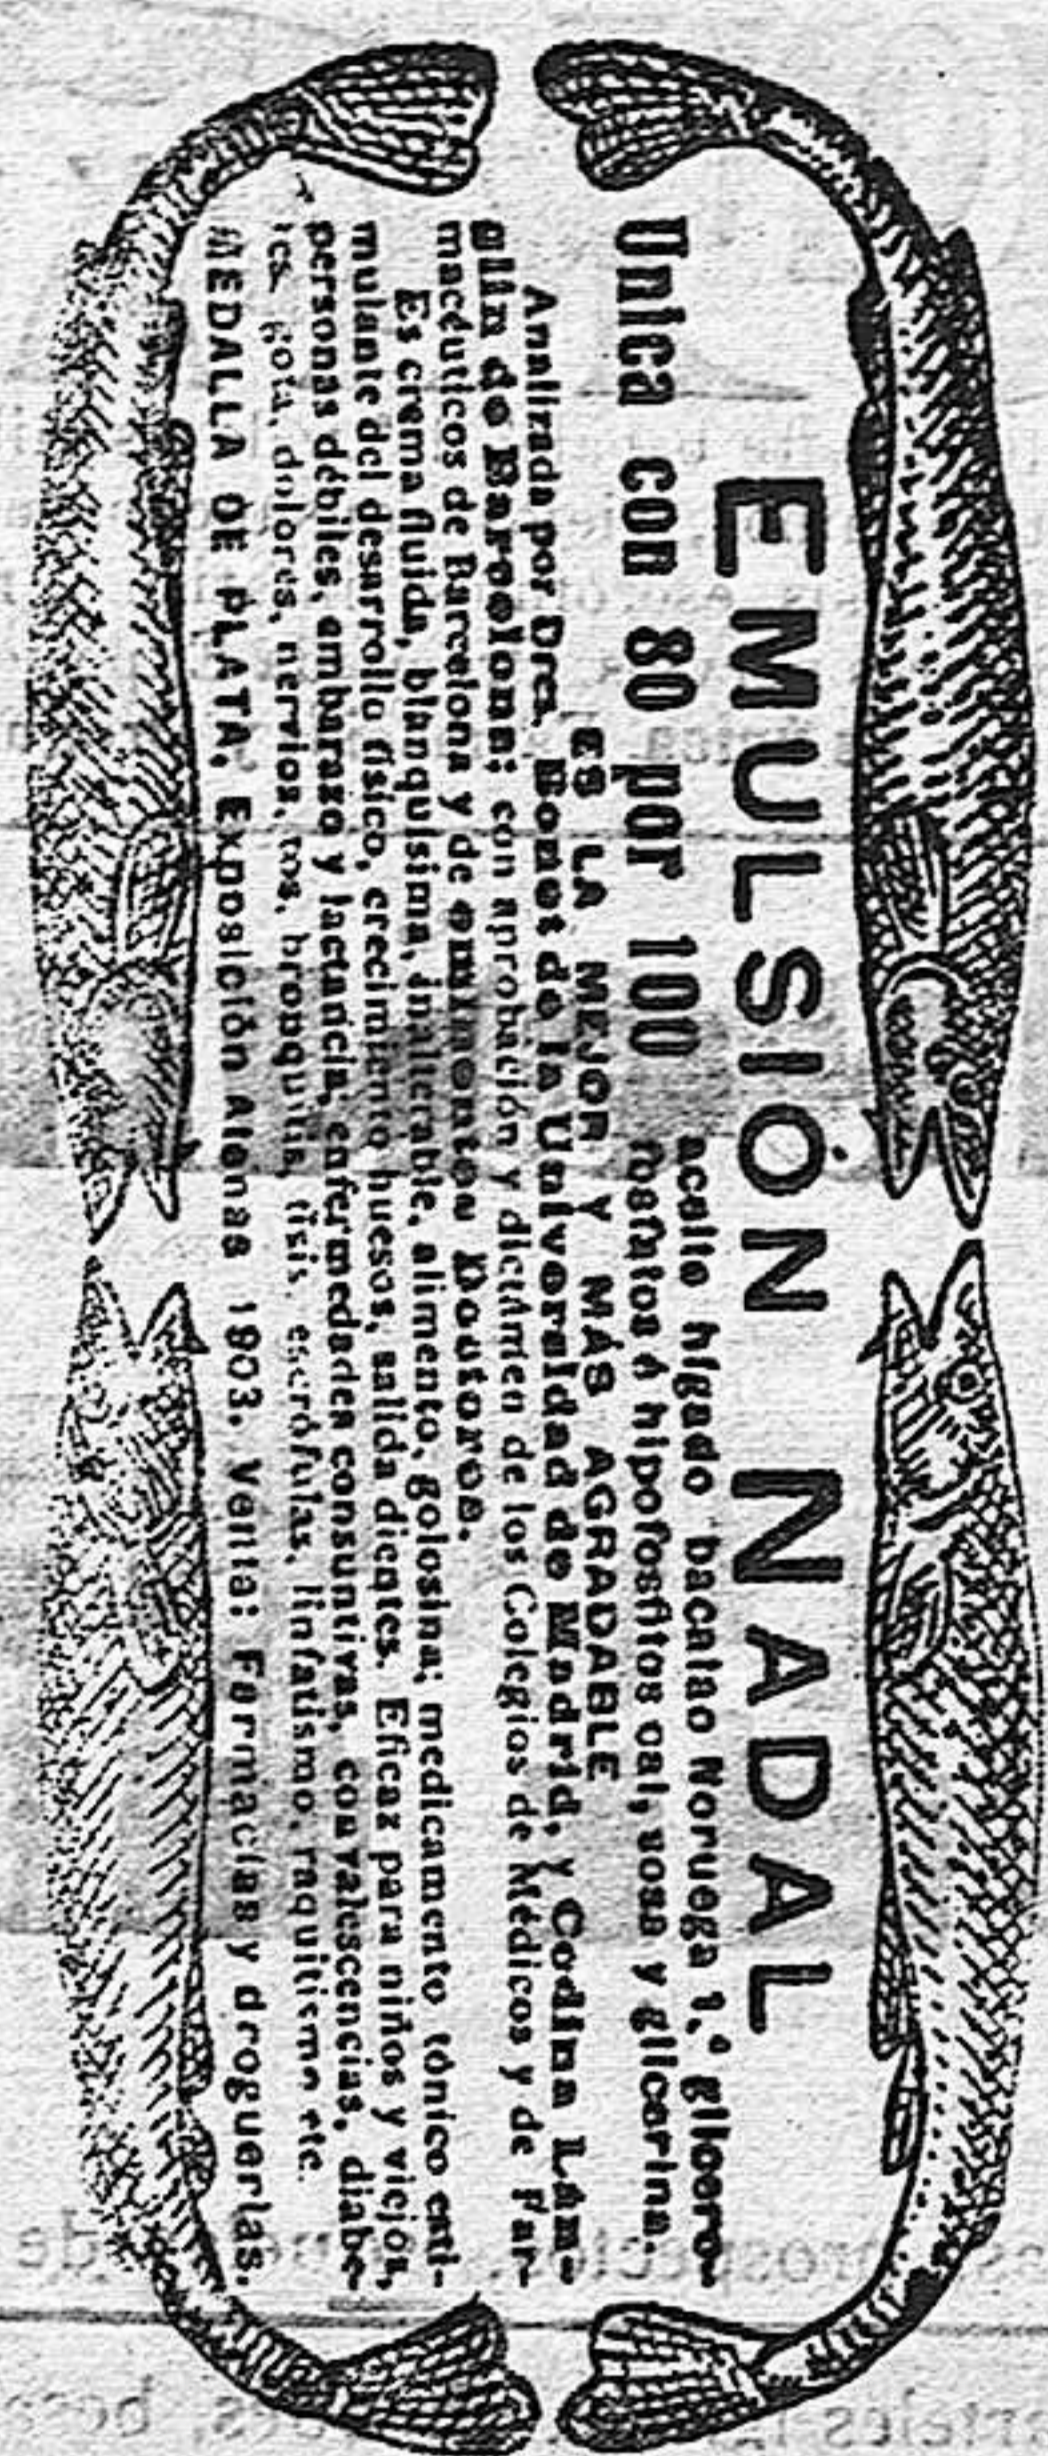 EMULSIÓN NADAL
Unica con 80 por 100
aceite hígado bacalao Noruega 1.ª glicero-
fosfatos é hipofosfitos cal, sosa y glicerina.
ES LA MEJOR Y MÁS AGRADABLE
Analizada por Dres. Bonet de la Universidad de Madrid, y Codina Län-
glin de Barcelona; con aprobación y dictámen de los Colegios de Médicos y de Far-
macéuticos de Barcelona y de eminentes Doutores.
Es crema fluida, blanquísima, inalterable, alimento, golosina; medicamento tónico esti-
mulante del desarrollo físico, crecimiento huesos, salida dientes. Eficaz para niños y viejos,
personas débiles, embarazo y lactancia, enfermedades consuntivas, convalescencias, diabe-
tes, gota, dolores, nervios, tos, bronquitis, tisis, escrófulas, linfatismo, raquitismo etc.
MEDALLA DE PLATA, Exposición Atenas 1903. Venta: Farmacias y droguerías.